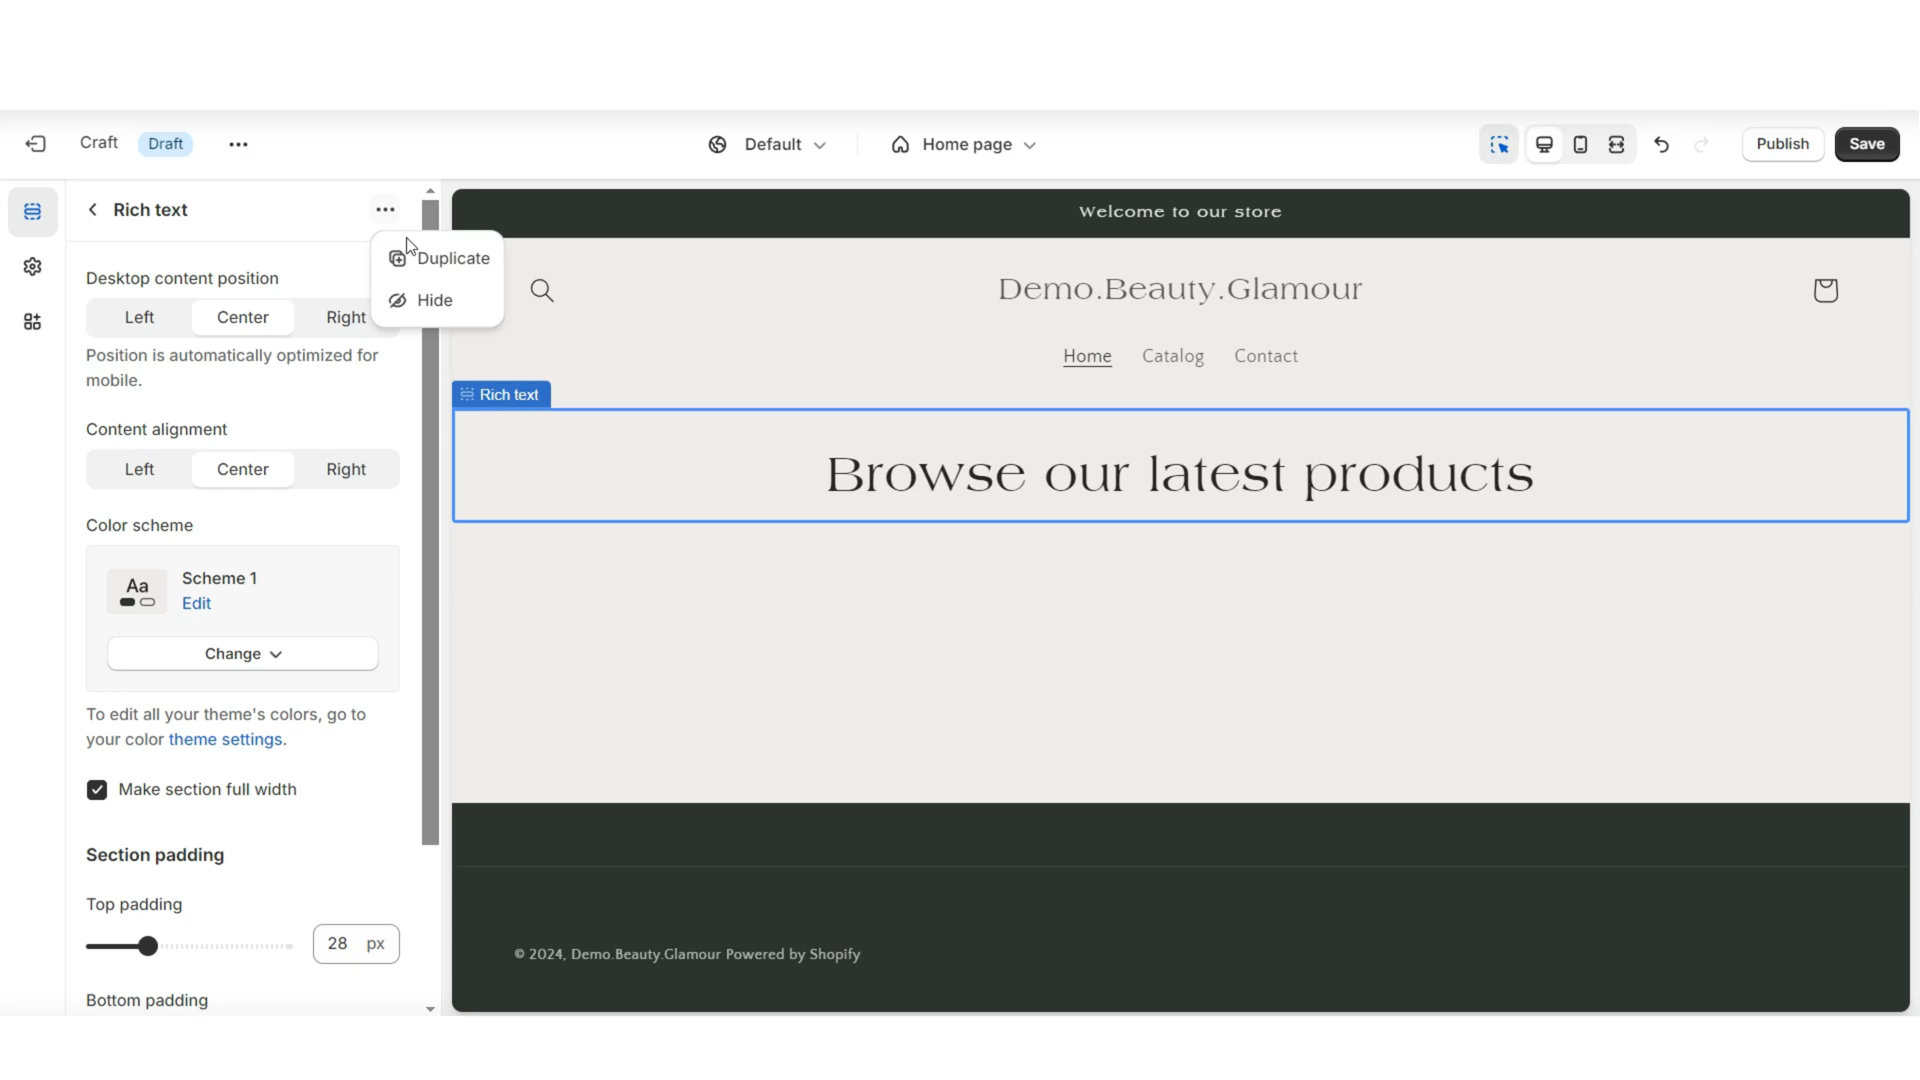 Craft Draft
Default
Home page
Publish
Save
Rich text
Duplicate
Hide
Desktop content position
Left Center Right
Position is automatically optimized for
mobile.
Content alignment
Left Center Right
Color scheme
Aa
Scheme 1
Edit
Change
To edit all your theme's colors, go to
your color theme settings.
Make section full width
Section padding
Top padding
28 px
Bottom padding
Welcome to our store
Demo.Beauty.Glamour
Home Catalog Contact
Rich text
Browse our latest products
© 2024, Demo.Beauty.Glamour Powered by Shopify